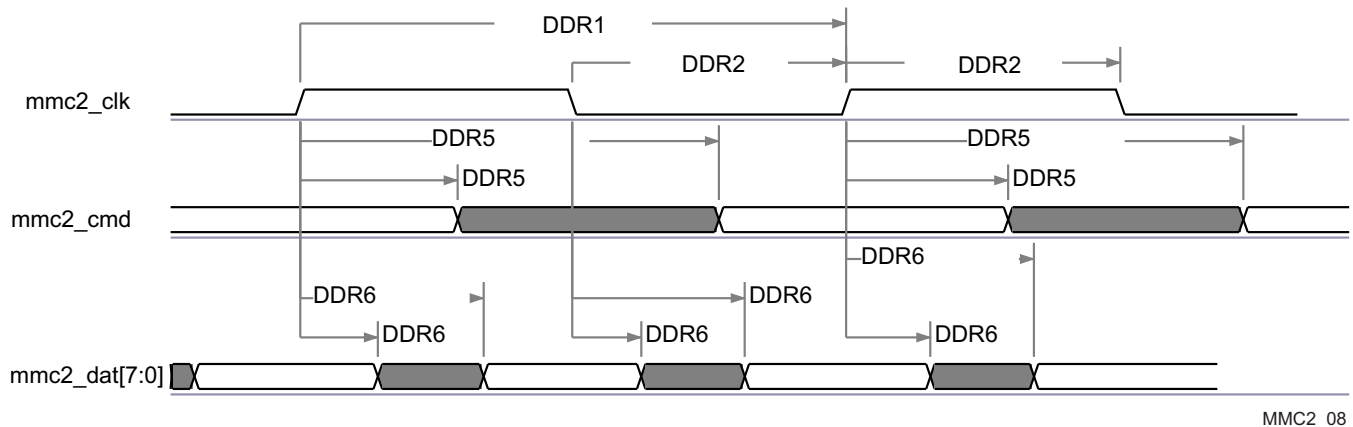 DDR1
DDR2 DDR2
mmc2_clk
DDR5 DDR5
DDR5 DDR5
mmc2_cmd
DDR6
DDR6 DDR6
DDR6 DDR6 DDR6
mmc2_dat[7:0]
MMC2_08